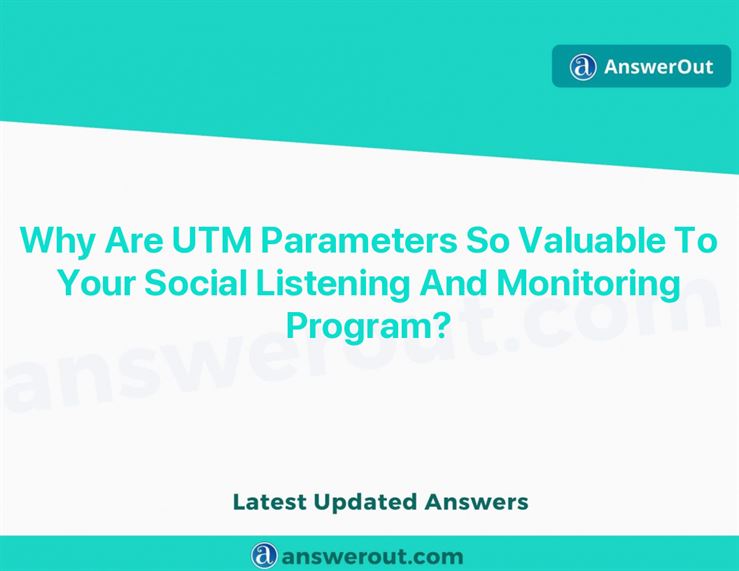 AnswerOut
Why Are UTM Parameters So Valuable To
Your Social Listening And Monitoring
Program?
answerout.com
Latest Updated Answers
answerout.com